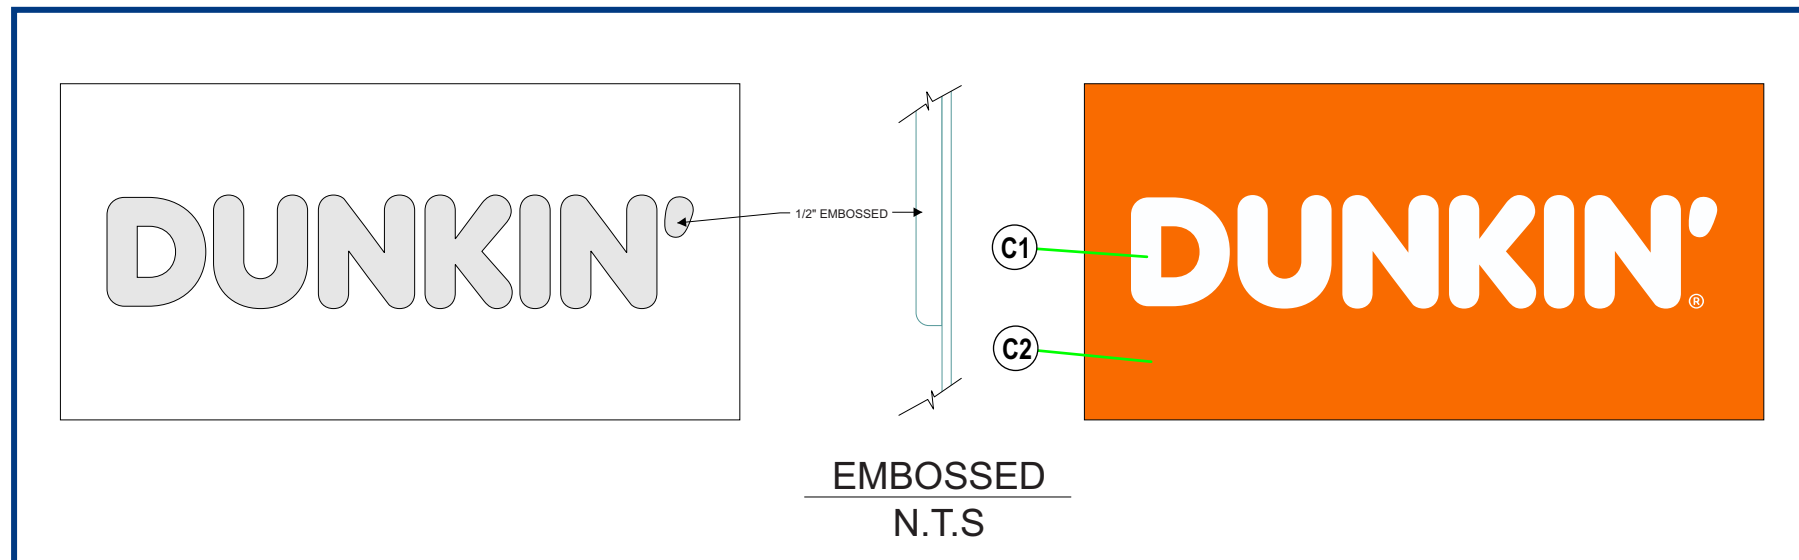 DUNKIN'
1/2" EMBOSSED
C1
C2
DUNKIN'®
EMBOSSED
N.T.S